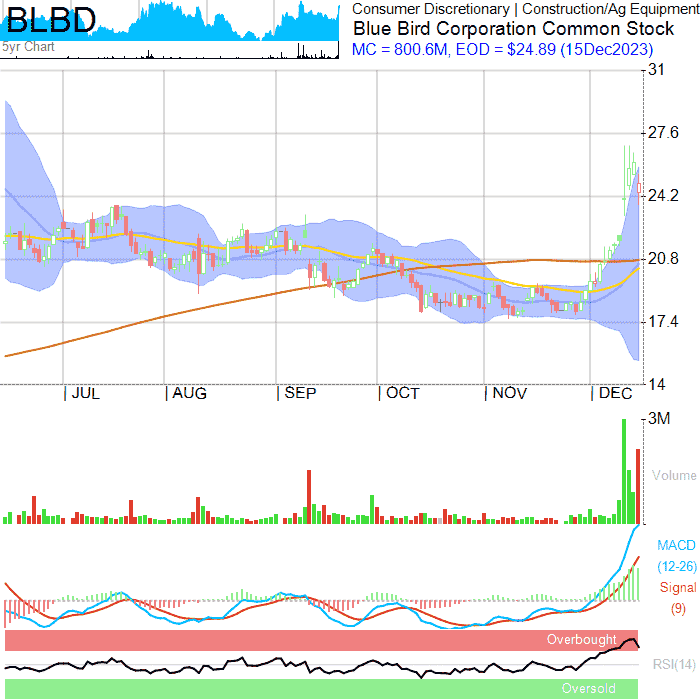 BLBD
5yr Chart
Consumer Discretionary | Construction/Ag Equipment
Blue Bird Corporation Common Stock
MC = 800.6M, EOD = $24.89 (15Dec2023)
31
27.6
24.2
20.8
17.4
14
JUL AUG SEP OCT NOV DEC
3M
Volume
MACD
(12-26)
Signal
(9)
Overbought
RSI(14)
Oversold